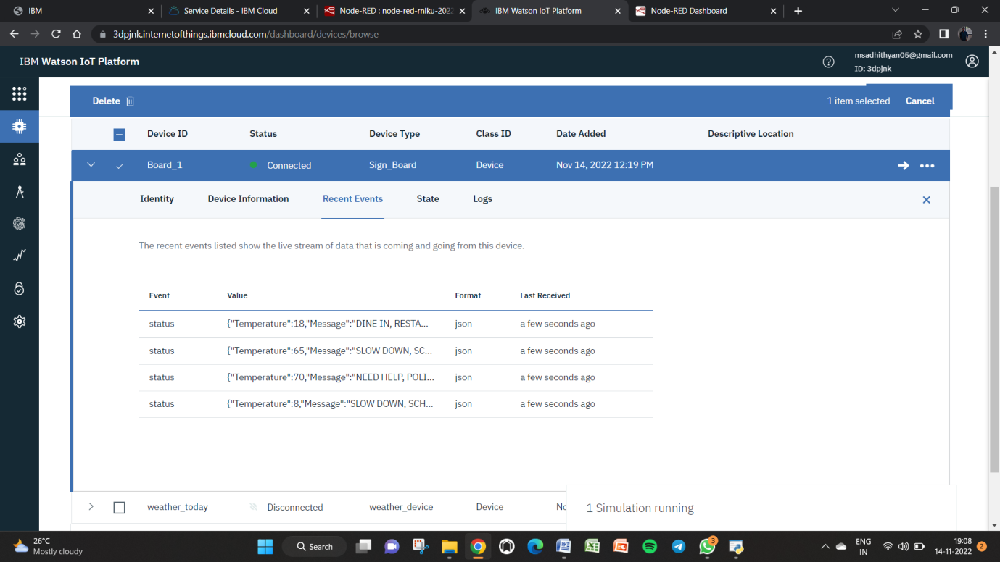 IBM
Service Details - IBM Cloud
Node-RED : node-red-rnlku-2022
IBM Watson IoT Platform
Node-RED Dashboard
3dpjnk.internetofthings.ibmcloud.com/dashboard/devices/browse
IBM Watson IoT Platform
msadhithyan05@gmail.com
ID: 3dpjnk
Delete
1 item selected
Cancel
Device ID Status Device Type Class ID Date Added Descriptive Location
Board_1 Connected Sign_Board Device Nov 14, 2022 12:19 PM
Identity Device Information Recent Events State Logs
The recent events listed show the live stream of data that is coming and going from this device.
Event Value Format Last Received
status {"Temperature":18,"Message":"DINE IN, RESTA... json a few seconds ago
status {"Temperature":65,"Message":"SLOW DOWN, SC... json a few seconds ago
status {"Temperature":70,"Message":"NEED HELP, POLI... json a few seconds ago
status {"Temperature":8,"Message":"SLOW DOWN, SCH... json a few seconds ago
weather_today Disconnected weather_device Device No
1 Simulation running
26°C
Mostly cloudy
Search
3
ENG
IN
19:08
14-11-2022
2